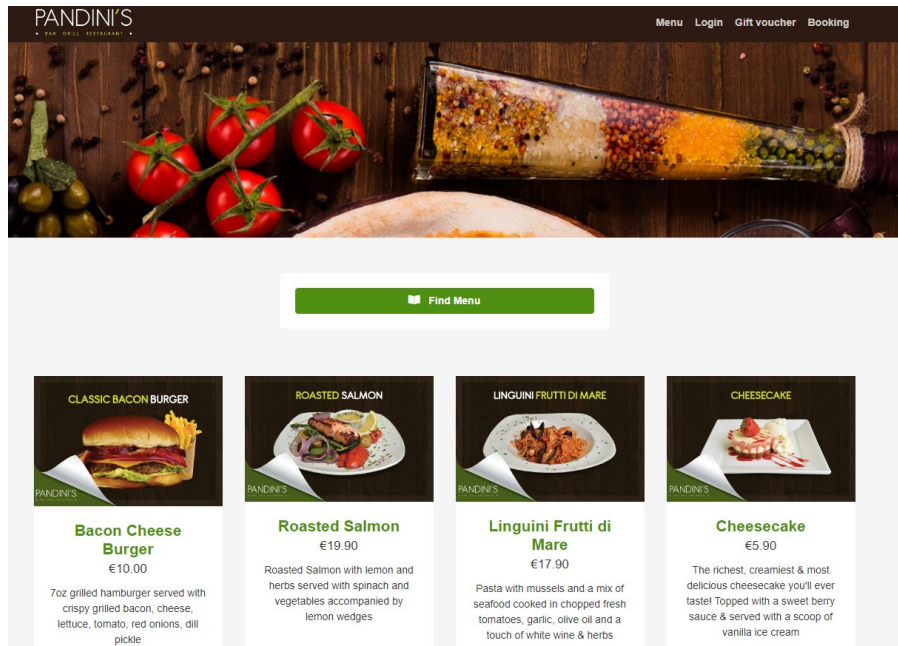 PANDINI'S
• BAR GRILL RESTAURANT •
Menu Login Gift voucher Booking
Find Menu
CLASSIC BACON BURGER
PANDINI'S
Bacon Cheese
Burger
€10.00
7oz grilled hamburger served with
crispy grilled bacon, cheese,
lettuce, tomato, red onions, dill
pickle
ROASTED SALMON
PANDINI'S
Roasted Salmon
€19.90
Roasted Salmon with lemon and
herbs served with spinach and
vegetables accompanied by
lemon wedges
LINGUINI FRUTTI DI MARE
PANDINI'S
Linguini Frutti di
Mare
€17.90
Pasta with mussels and a mix of
seafood cooked in chopped fresh
tomatoes, garlic, olive oil and a
touch of white wine & herbs
CHEESECAKE
PANDINI'S
Cheesecake
€5.90
The richest, creamiest & most
delicious cheesecake you'll ever
taste! Topped with a sweet berry
sauce & served with a scoop of
vanilla ice cream